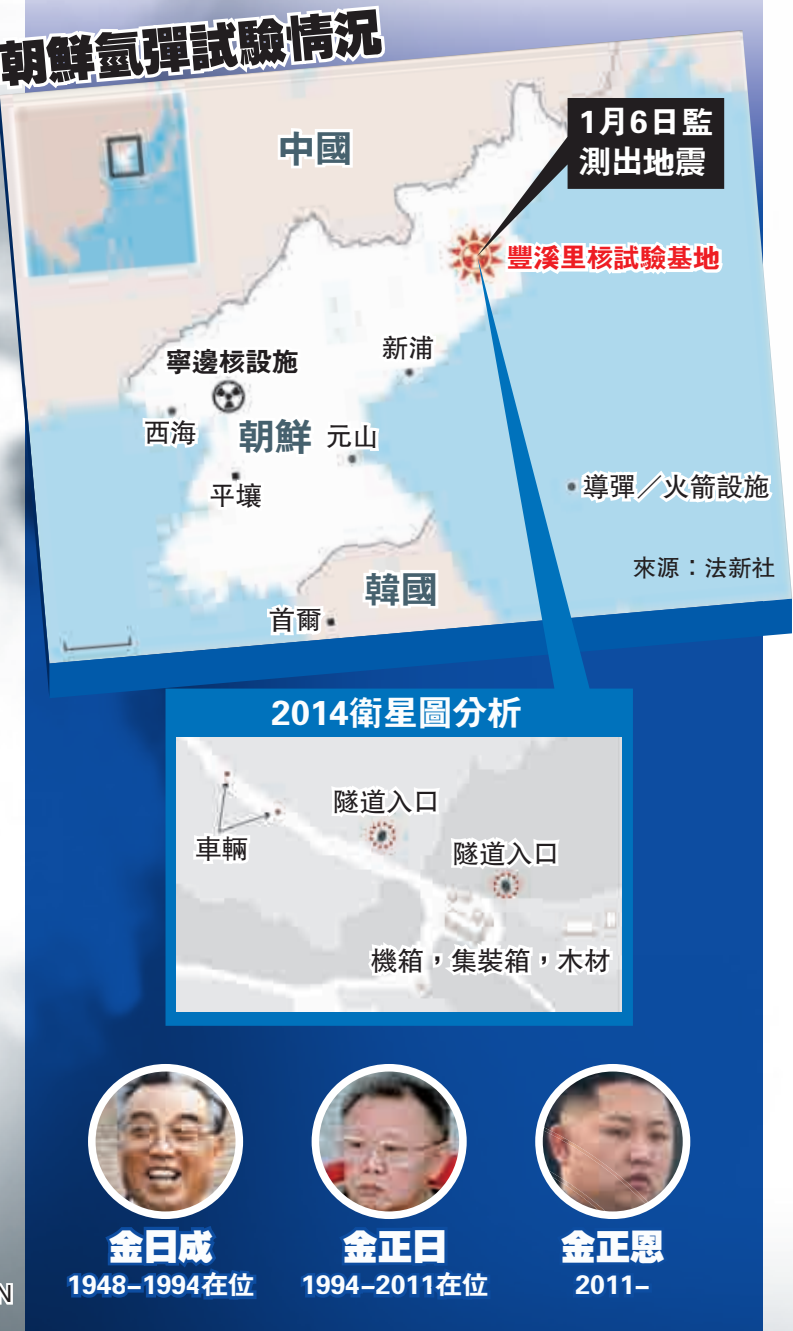 朝鮮氫彈試驗情況
中國
1月6日監
測出地震
豐溪里核試驗基地
新浦
寧邊核設施
西海
朝鮮
元山
平壤
導彈／火箭設施
來源：法新社
韓國
首爾
2014衛星圖分析
隧道入口
車輛
隧道入口
機箱，集裝箱，木材
金日成
金正日
金正恩
1948–1994在位
1994–2011在位
2011–
N